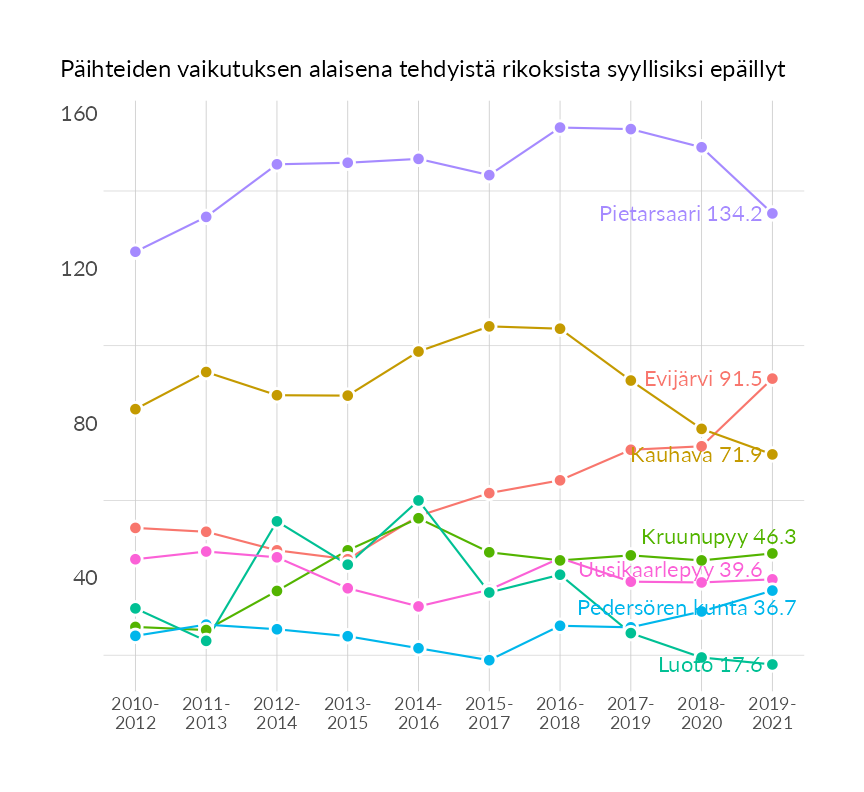 Päihteiden vaikutuksen alaisena tehdyistä rikoksista syyllisiksi epäillyt
160
120
80
40
Pietarsaari 134.2
Evijärvi 91.5
Kauhava 71.9
Kruunupyy 46.3
Uusikaarlepyy 39.6
Pedersören kunta 36.7
Luoto 17.6
2010- 2011- 2012- 2013- 2014- 2015- 2016- 2017- 2018- 2019-
2012 2013 2014 2015 2016 2017 2018 2019 2020 2021